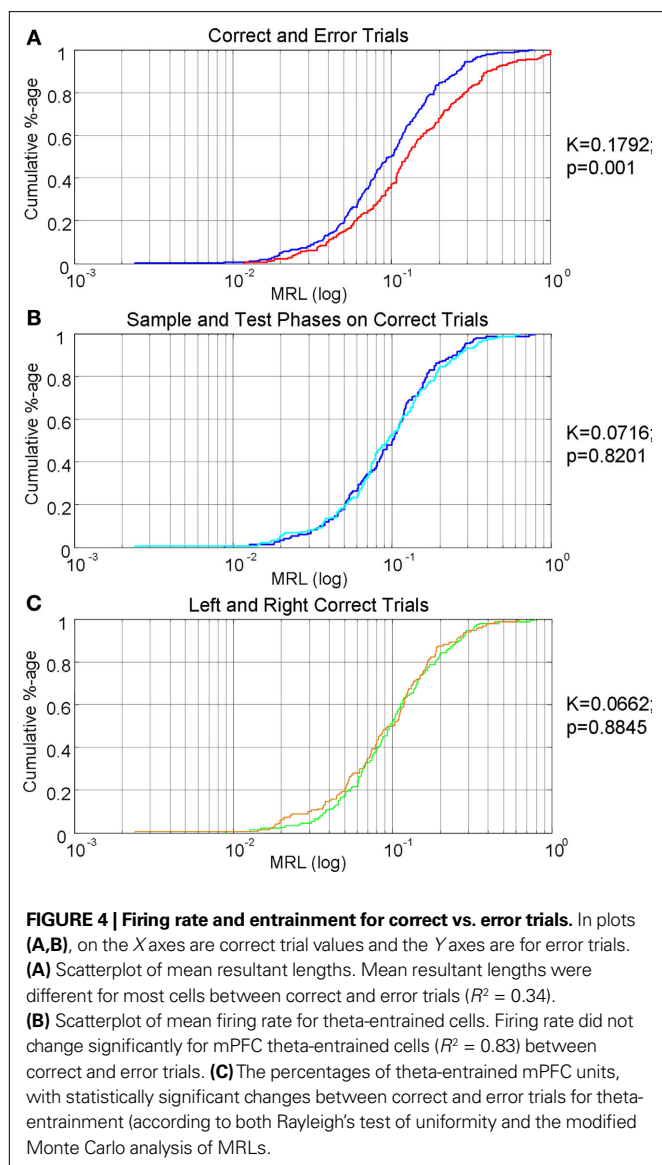 A
Correct and Error Trials
1
0.8
0.6
0.4
0.2
0
Cumulative %-age
10-3
10-2
10-1
100
MRL (log)
K=0.1792;
p=0.001
B
Sample and Test Phases on Correct Trials
1
0.8
0.6
0.4
0.2
0
Cumulative %-age
10-3
10-2
10-1
100
MRL (log)
K=0.0716;
p=0.8201
C
Left and Right Correct Trials
1
0.8
0.6
0.4
0.2
0
Cumulative %-age
10-3
10-2
10-1
100
MRL (log)
K=0.0662;
p=0.8845
FIGURE 4 | Firing rate and entrainment for correct vs. error trials. In plots
(A,B), on the X axes are correct trial values and the Y axes are for error trials.
(A) Scatterplot of mean resultant lengths. Mean resultant lengths were
different for most cells between correct and error trials (R2 = 0.34).
(B) Scatterplot of mean firing rate for theta-entrained cells. Firing rate did not
change significantly for mPFC theta-entrained cells (R2 = 0.83) between
correct and error trials. (C) The percentages of theta-entrained mPFC units,
with statistically significant changes between correct and error trials for theta-
entrainment (according to both Rayleigh's test of uniformity and the modified
Monte Carlo analysis of MRLs.